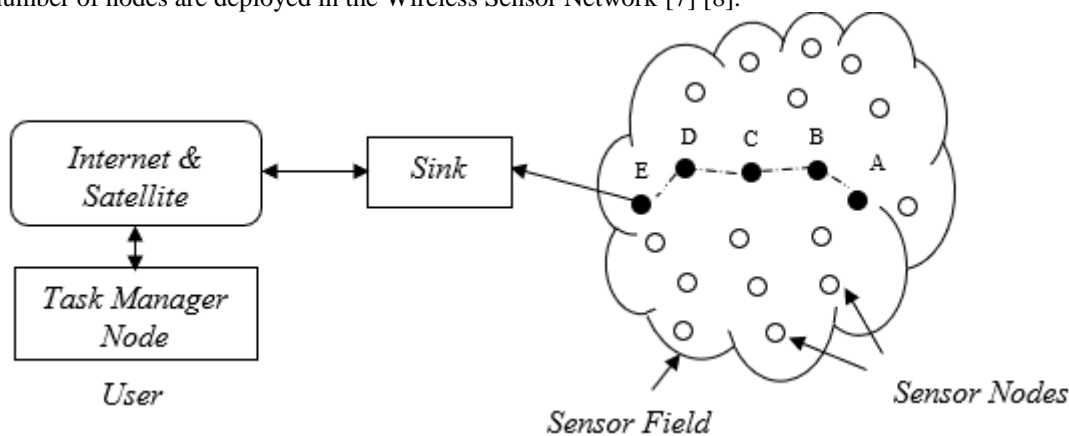 number of nodes are deployed in the Wireless Sensor Network [7] [8].
D
C
B
A
E
Internet &
Satellite
Sink
Task Manager
Node
User
Sensor Nodes
Sensor Field